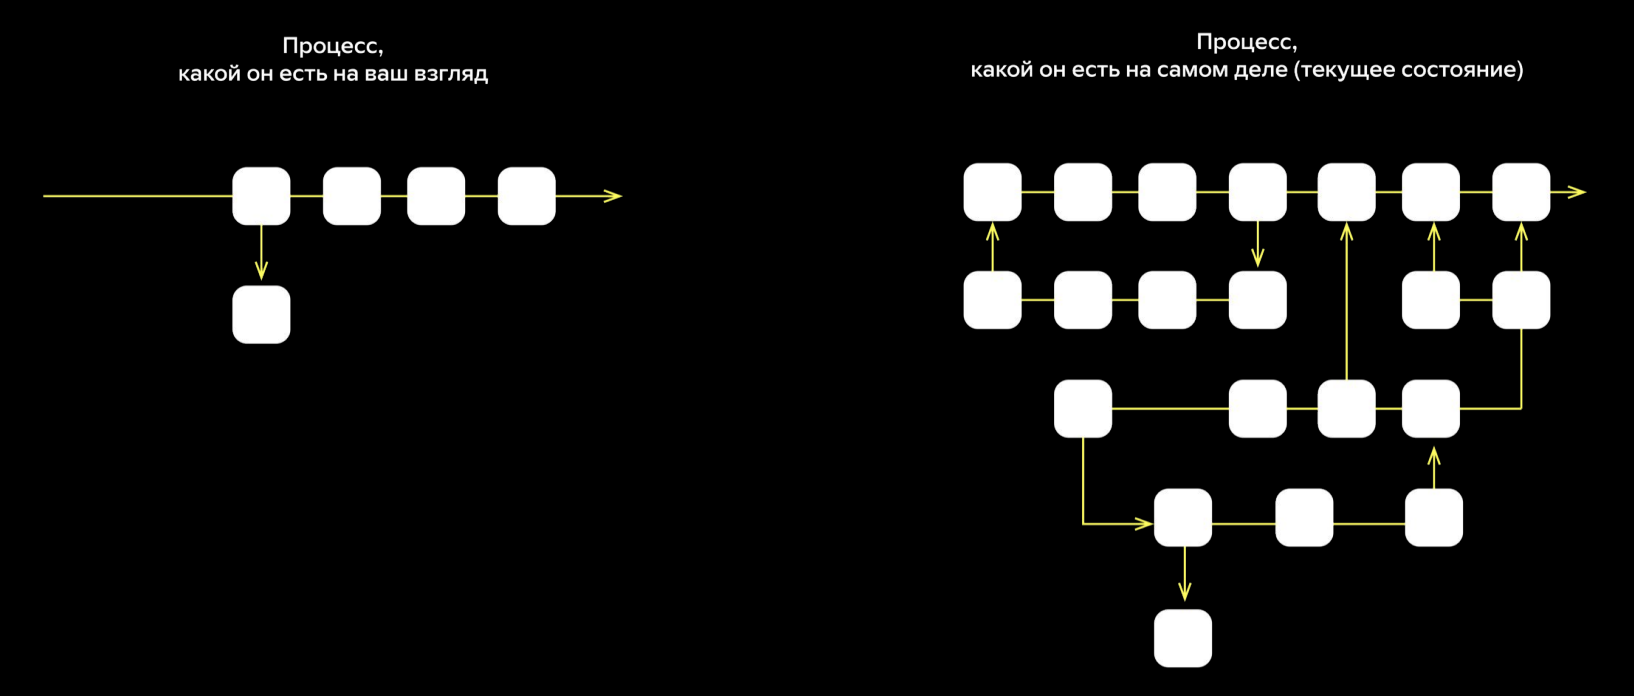 Процесс,
какой он есть на ваш взгляд
Процесс,
какой он есть на самом деле (текущее состояние)